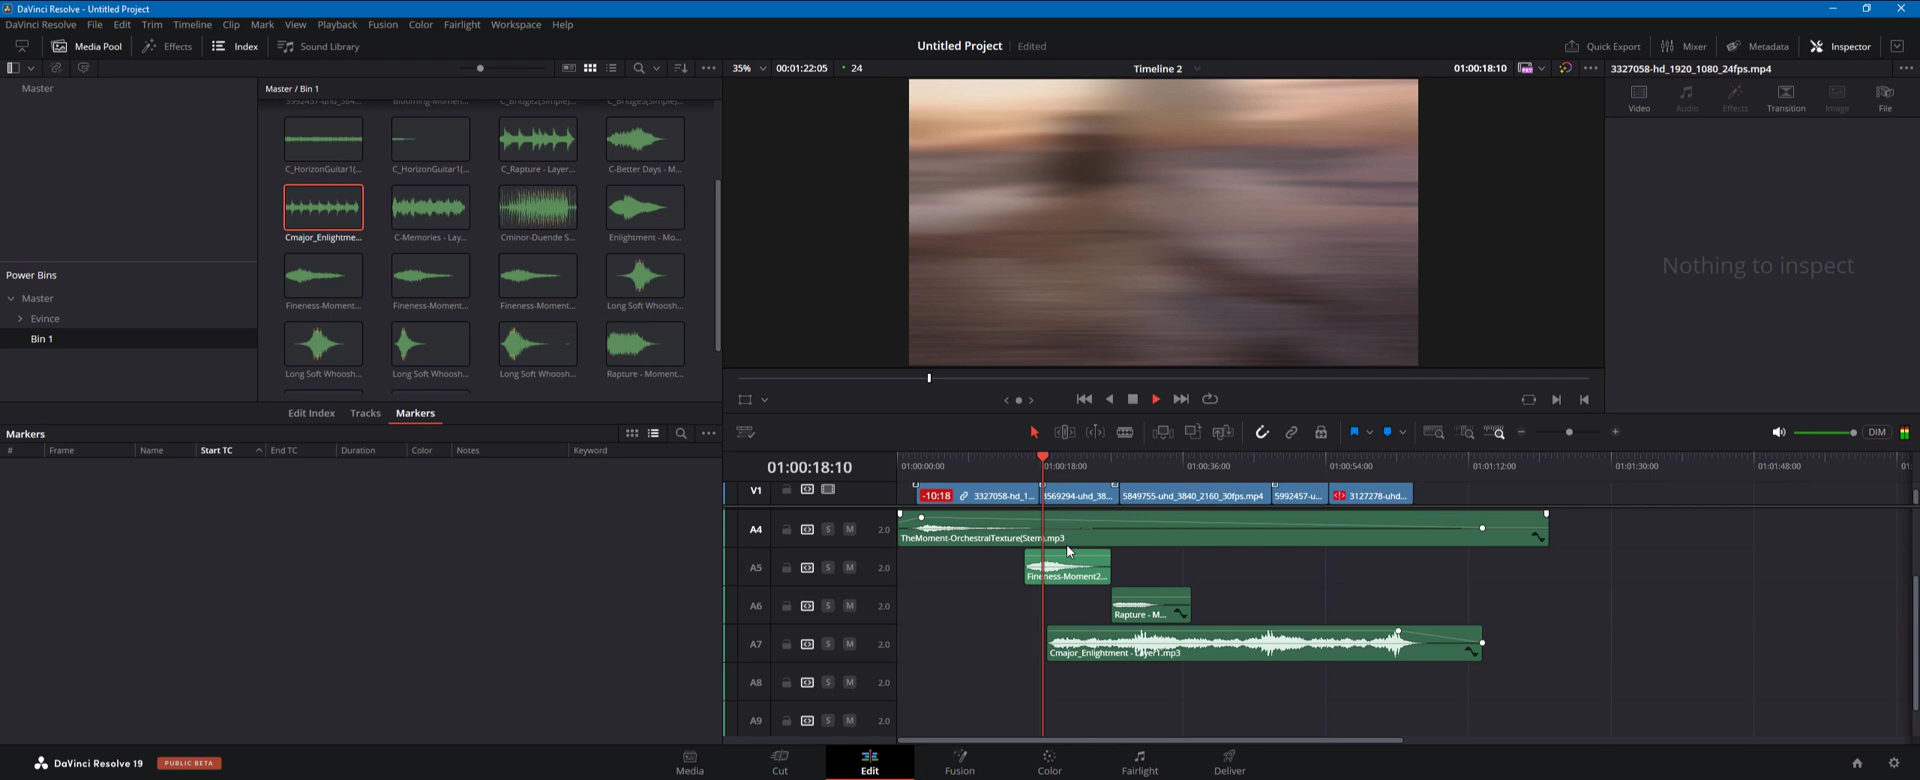 DaVinci Resolve - Untitled Project
DaVinci Resolve File Edit Trim Timeline Clip Mark View Playback Fusion Color Fairlight Workspace Help
Media Pool Effects Index Sound Library Untitled Project Edited Quick Export Mixer Metadata Inspector
35% 00:01:22:05 24 Timeline 2 01:00:18:10 3327058-hd_1920_1080_24fps.mp4
Master Master / Bin 1
Video Audio Effects Transition Image File
C_HorizonGuitar1(... C_HorizonGuitar1(... C_Rapture - Layer... C-Better Days - M...
Cmajor_Enlightme... C-Memories - Lay... Cminor-Duende S... Enlightment - Mo...
Nothing to inspect
Power Bins
Master
Evince
Bin 1
Fineness-Moment... Fineness-Moment... Fineness-Moment... Long Soft Whoosh...
Long Soft Whoosh... Long Soft Whoosh... Long Soft Whoosh... Rapture - Moment...
Edit Index Tracks Markers
Markers
# Frame Name Start TC End TC Duration Color Notes Keyword
DIM
01:00:18:10 01:00:00:00 01:00:18:00 01:00:36:00 01:00:54:00 01:01:12:00 01:01:30:00 01:01:48:00 01:
V1 -10:18 3327058-hd_1... 3569294-uhd_38... 5849755-uhd_3840_2160_30fps.mp4 5992457-u... 3127278-uhd...
A4 S M 2.0 TheMoment-OrchestralTexture(Stem).mp3
A5 S M 2.0 Fineness-Moment2...
A6 S M 2.0 Rapture - M...
A7 S M 2.0 Cmajor_Enlightment - Layer1.mp3
A8 S M 2.0
A9 S M 2.0
DaVinci Resolve 19 PUBLIC BETA Media Cut Edit Fusion Color Fairlight Deliver